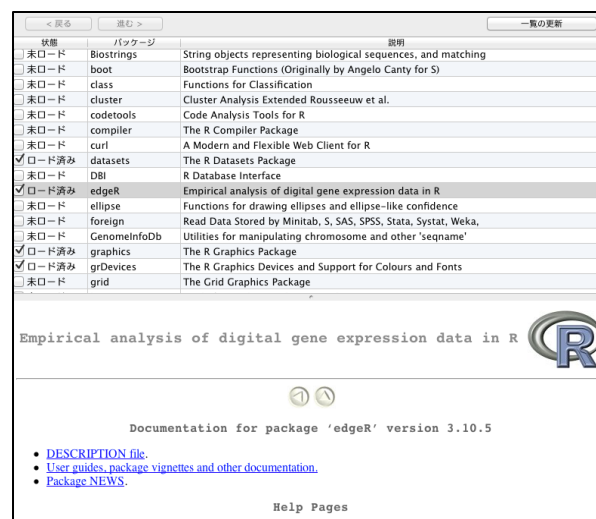 < 戻る 進む > 一覧の更新
状態 パッケージ 説明
未ロード Biostrings String objects representing biological sequences, and matching
未ロード boot Bootstrap Functions (Originally by Angelo Canty for S)
未ロード class Functions for Classification
未ロード cluster Cluster Analysis Extended Rousseeuw et al.
未ロード codetools Code Analysis Tools for R
未ロード compiler The R Compiler Package
未ロード curl A Modern and Flexible Web Client for R
ロード済み datasets The R Datasets Package
未ロード DBI R Database Interface
ロード済み edgeR Empirical analysis of digital gene expression data in R
未ロード ellipse Functions for drawing ellipses and ellipse-like confidence
未ロード foreign Read Data Stored by Minitab, S, SAS, SPSS, Stata, Systat, Weka,
未ロード GenomeInfoDb Utilities for manipulating chromosome and other 'seqname'
ロード済み graphics The R Graphics Package
ロード済み grDevices The R Graphics Devices and Support for Colours and Fonts
未ロード grid The Grid Graphics Package
Empirical analysis of digital gene expression data in R R
Documentation for package ‘edgeR’ version 3.10.5
• DESCRIPTION file.
• User guides, package vignettes and other documentation.
• Package NEWS.
Help Pages